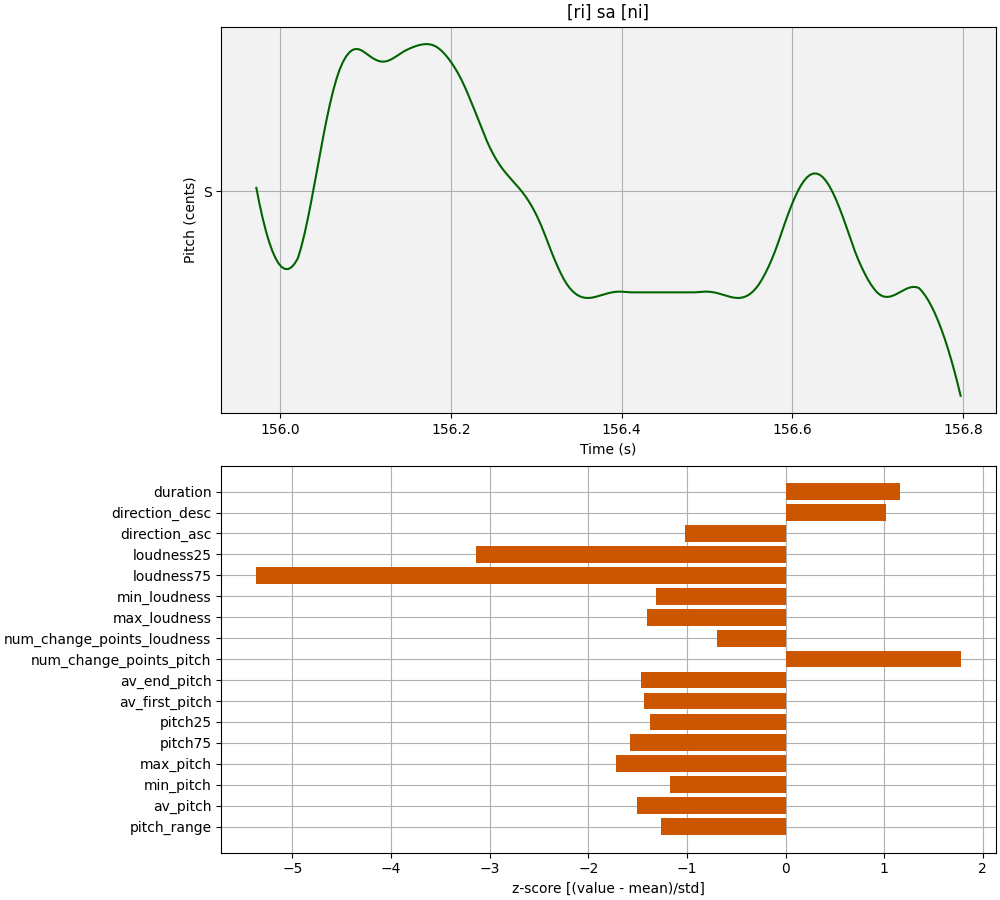 [ri] sa [ni]
Pitch (cents)
S
156.0 156.2 156.4 156.6 156.8
Time (s)
duration
direction_desc
direction_asc
loudness25
loudness75
min_loudness
max_loudness
num_change_points_loudness
num_change_points_pitch
av_end_pitch
av_first_pitch
pitch25
pitch75
max_pitch
min_pitch
av_pitch
pitch_range
−5 −4 −3 −2 −1 0 1 2
z-score [(value - mean)/std]